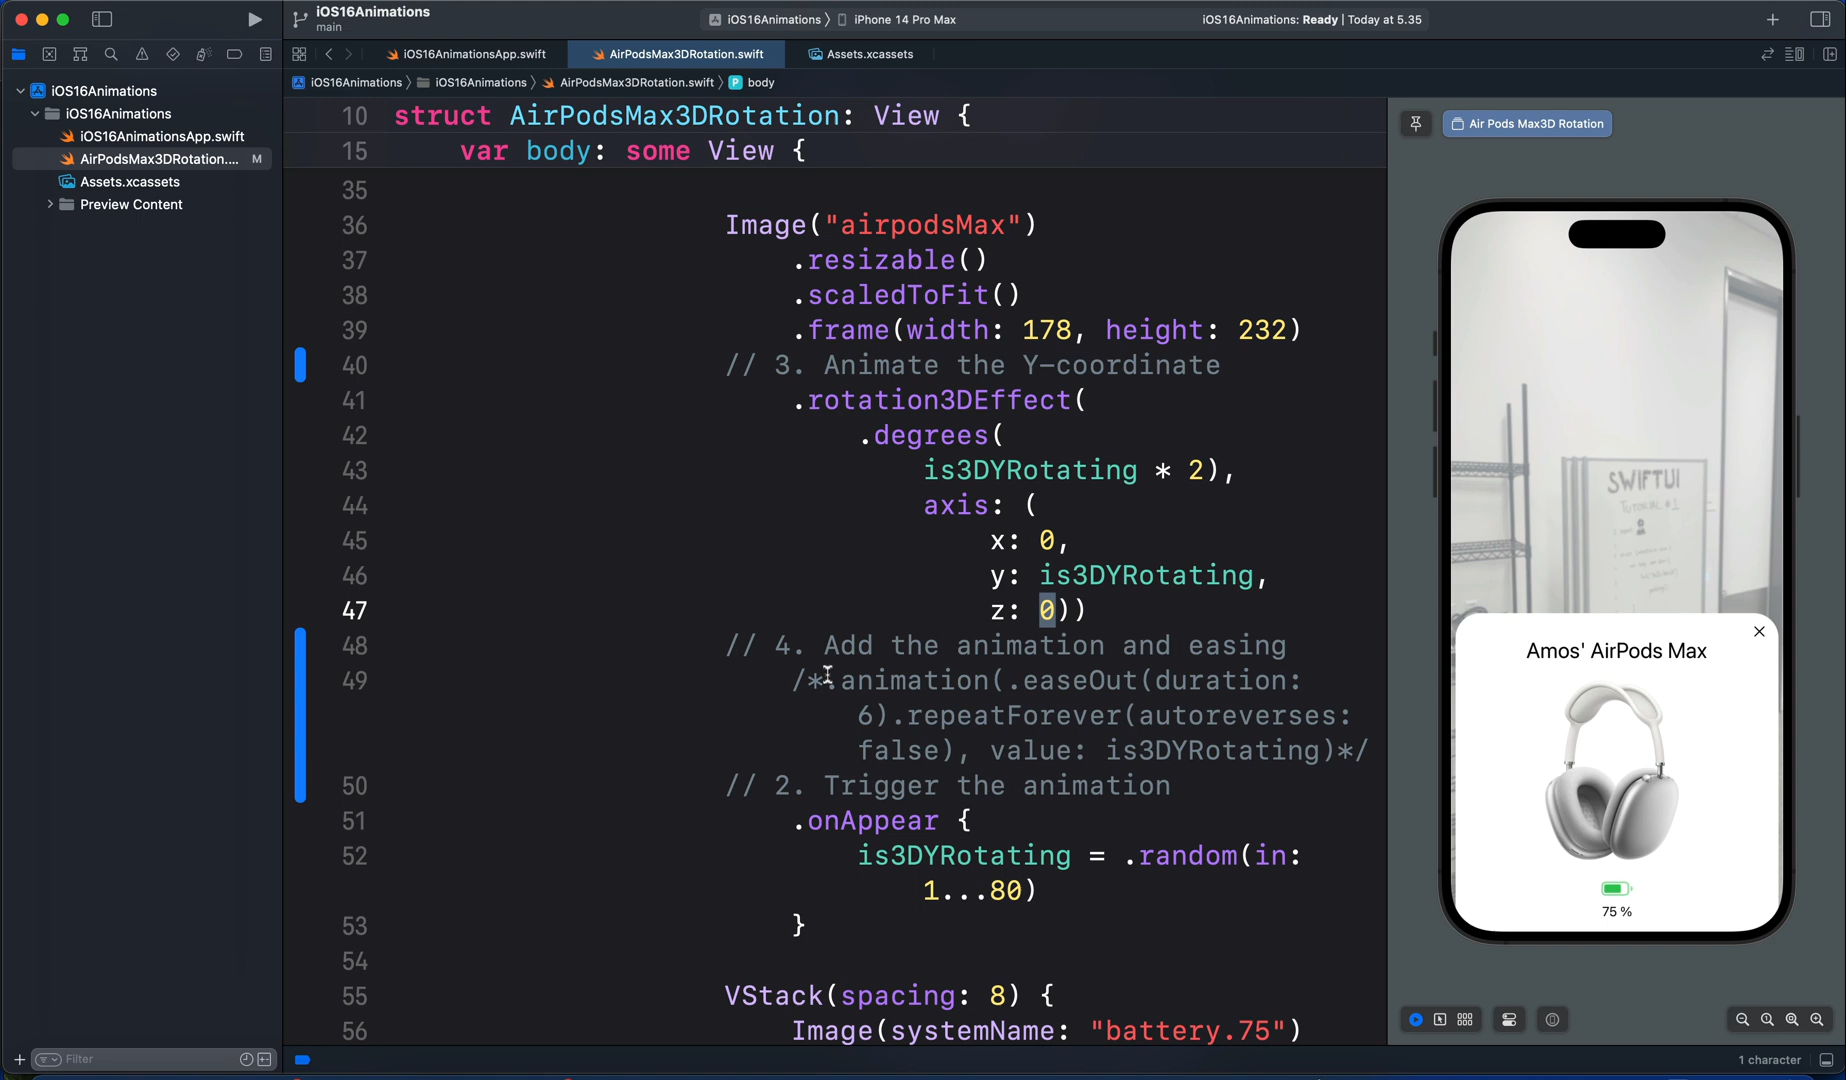 iOS16Animations
main
iOS16Animations
iPhone 14 Pro Max
iOS16Animations: Ready | Today at 5.35
iOS16AnimationsApp.swift
AirPodsMax3DRotation.swift
Assets.xcassets
iOS16Animations
iOS16Animations
AirPodsMax3DRotation.swift
P body
iOS16Animations
iOS16Animations
iOS16AnimationsApp.swift
AirPodsMax3DRotation.... M
Assets.xcassets
Preview Content
10 struct AirPodsMax3DRotation: View {
15 var body: some View {
35
36 Image("airpodsMax")
37 .resizable()
38 .scaledToFit()
39 .frame(width: 178, height: 232)
40 // 3. Animate the Y-coordinate
41 .rotation3DEffect(
42 .degrees(
43 is3DYRotating * 2),
44 axis: (
45 x: 0,
46 y: is3DYRotating,
47 z: 0))
48 // 4. Add the animation and easing
49 /*.animation(.easeOut(duration:
6).repeatForever(autoreverses:
false), value: is3DYRotating)*/
50 // 2. Trigger the animation
51 .onAppear {
52 is3DYRotating = .random(in:
1...80)
53 }
54
55 VStack(spacing: 8) {
56 Image(systemName: "battery.75")
Air Pods Max3D Rotation
SWIFTUI
TUTORIAL #1
Amos' AirPods Max
75 %
Filter
1 character